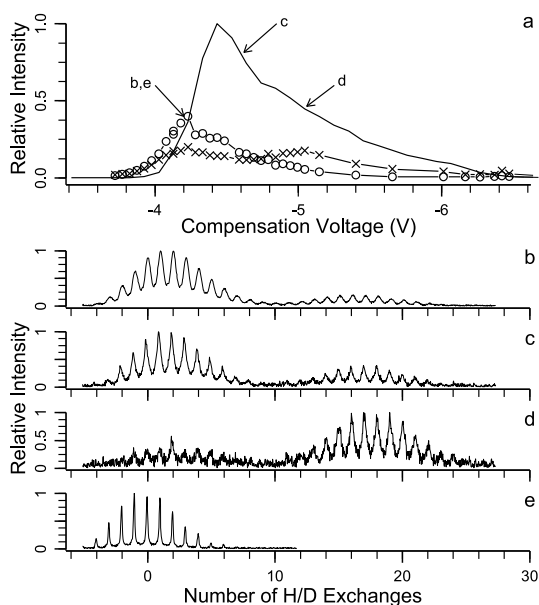 a
Relative Intensity
1.0
0.5
0.0
c
d
b,e
-4
-5
-6
Compensation Voltage (V)
Relative Intensity
b
1
0
c
1
0
d
1
0.5
0
e
1
0
0
10
20
30
Number of H/D Exchanges